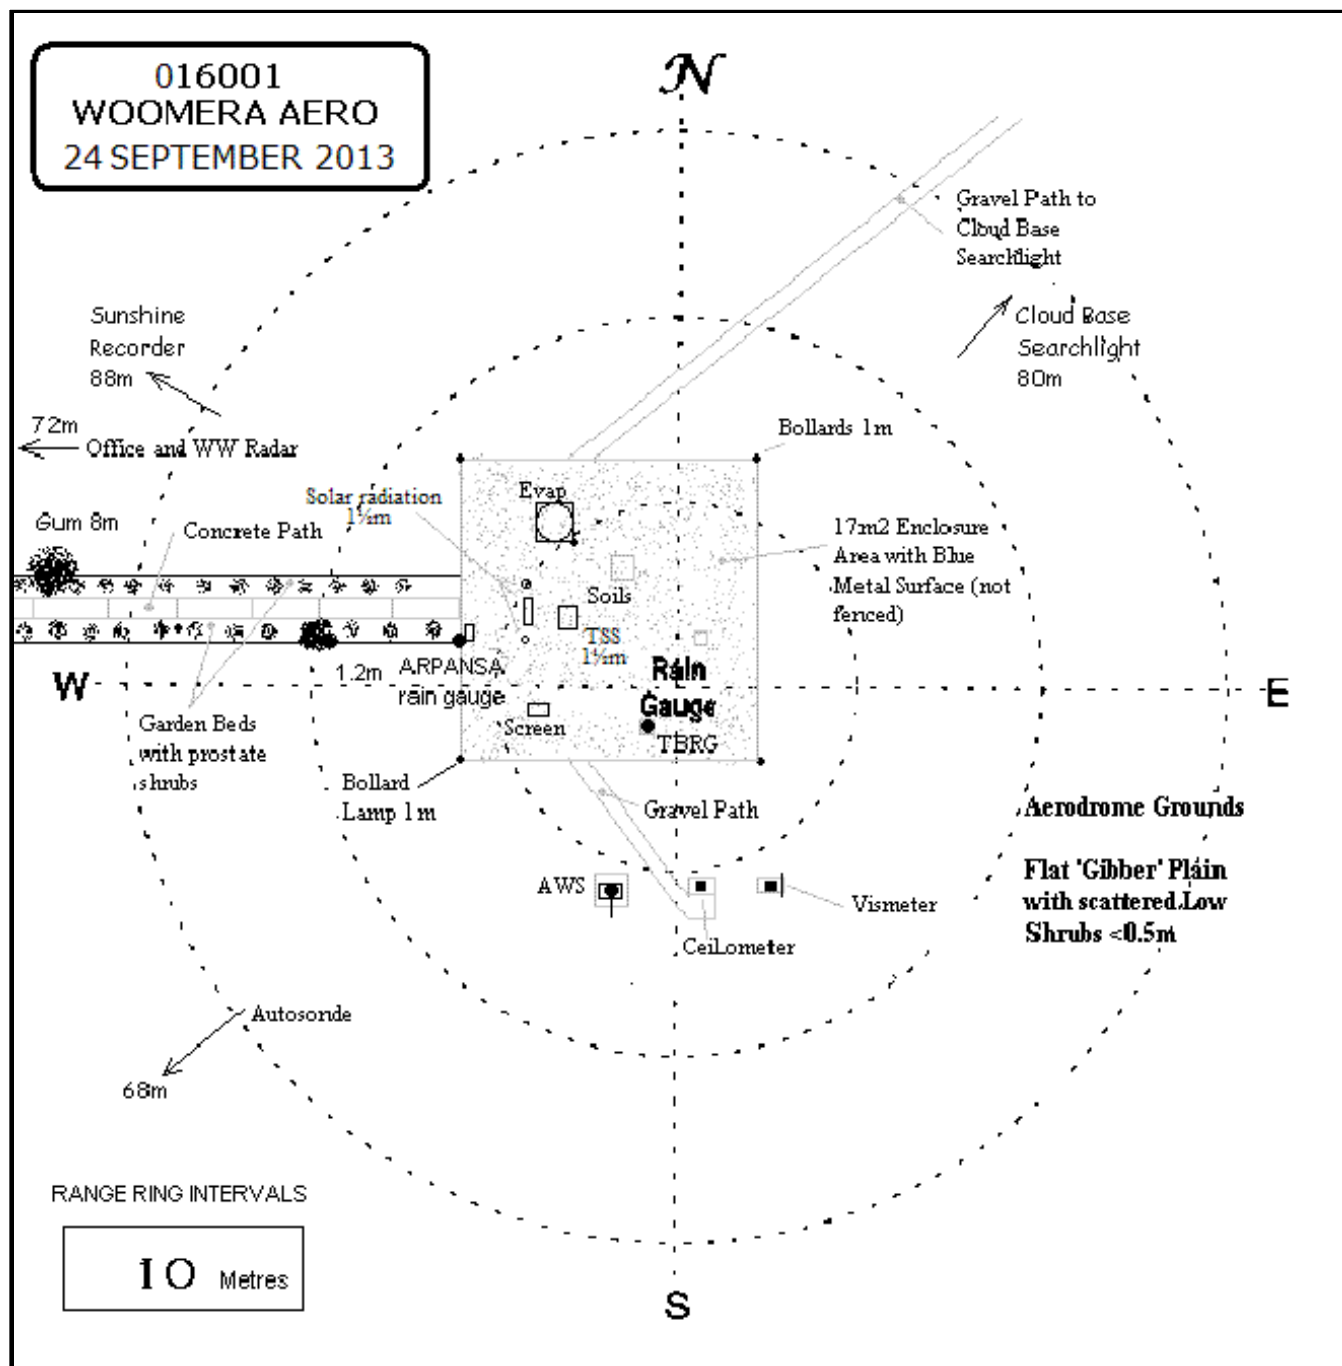 016001
WOOMERA AERO
24 SEPTEMBER 2013
N
Gravel Path to
Cloud Base
Searchlight
Cloud Base
Searchlight
80m
Sunshine
Recorder
88m
72m
Office and WW Radar
Bollards 1m
Gum 8m
Concrete Path
Solar radiation
1½m
Evap
17m2 Enclosure
Area with Blue
Metal Surface (not
fenced)
Soils
TSS
1½m
1.2m
ARPANSA
rain gauge
Rain
Gauge
TBRG
W
E
Screen
Garden Beds
with prostate
shrubs
Bollard
Lamp 1m
Gravel Path
Aerodrome Grounds
Flat 'Gibber' Plain
with scattered Low
Shrubs <0.5m
AWS
Vismeter
CeiLometer
Autosonde
68m
RANGE RING INTERVALS
10 Metres
S